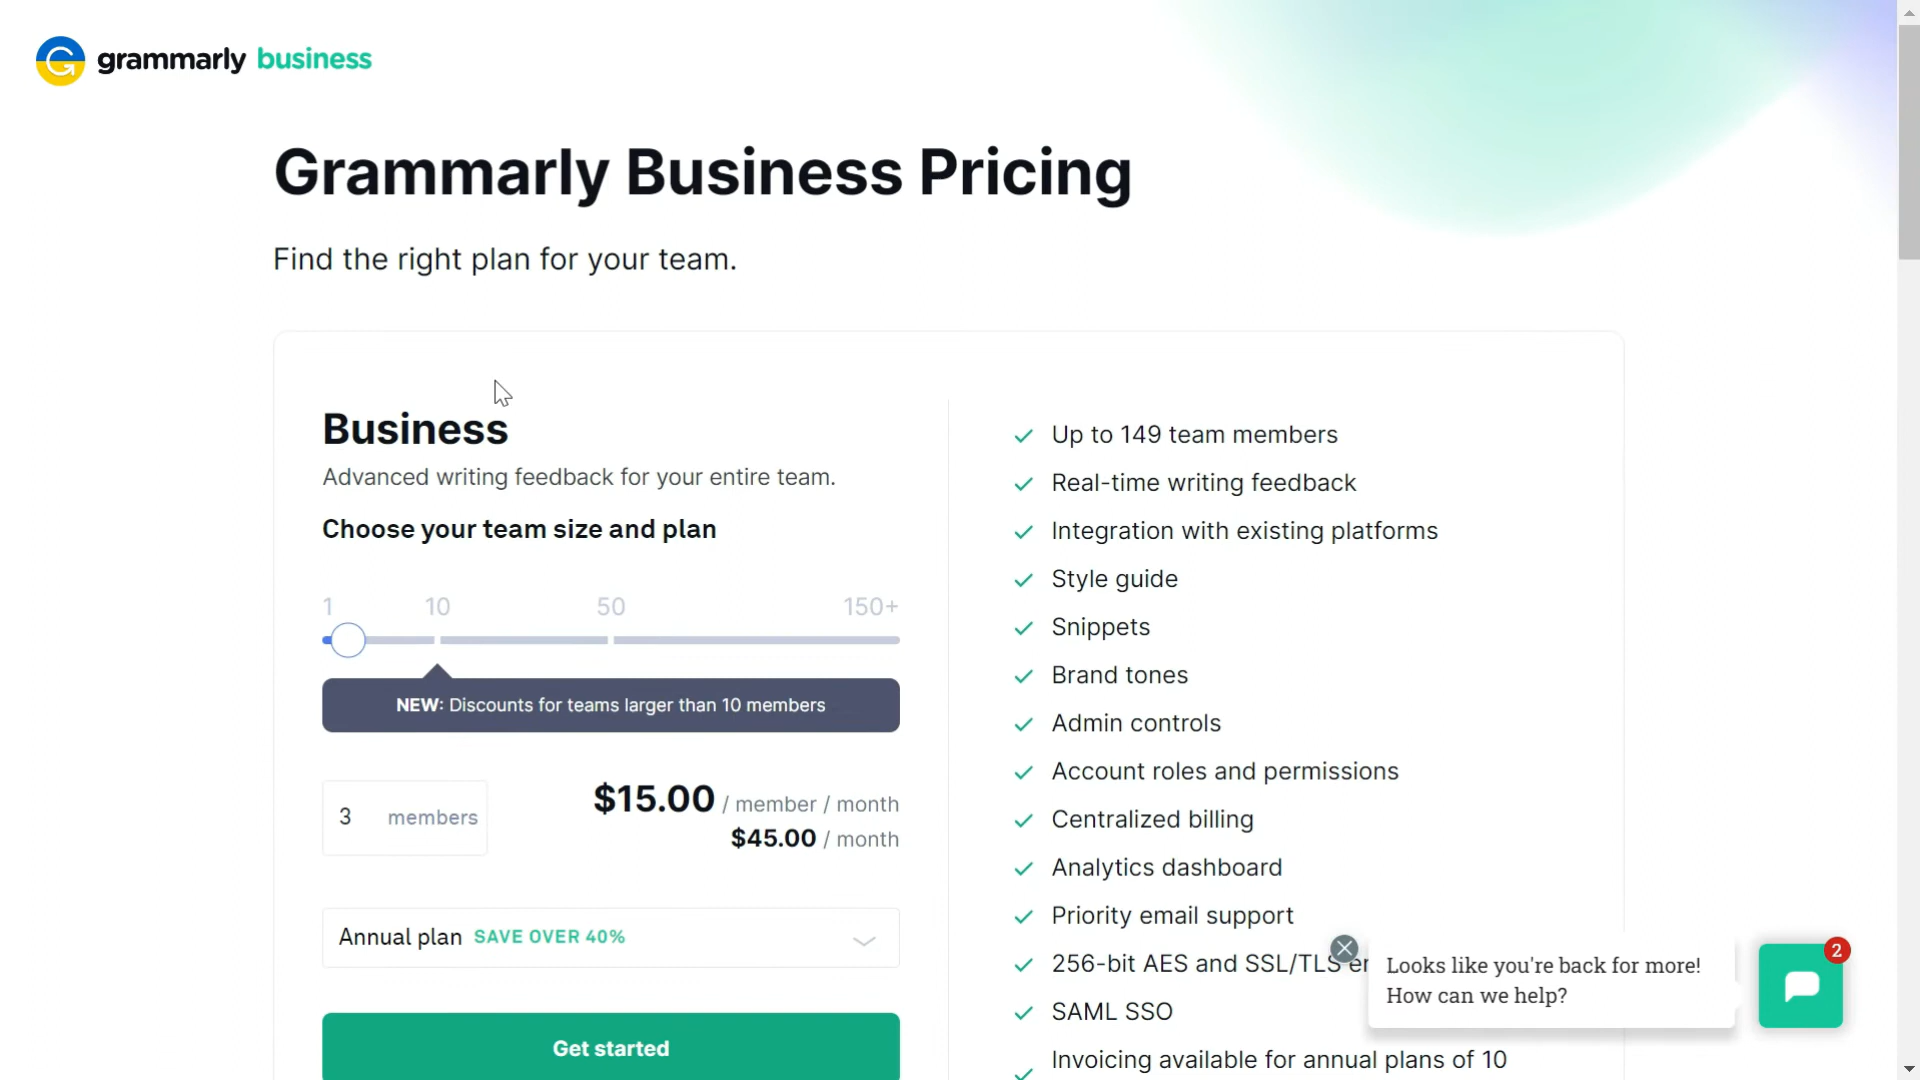 grammarly business
Grammarly Business Pricing
Find the right plan for your team.
Business
Advanced writing feedback for your entire team.
Choose your team size and plan
1 10 50 150+
NEW: Discounts for teams larger than 10 members
3 members
$15.00 / member / month
$45.00 / month
Annual plan SAVE OVER 40%
Get started
Up to 149 team members
Real-time writing feedback
Integration with existing platforms
Style guide
Snippets
Brand tones
Admin controls
Account roles and permissions
Centralized billing
Analytics dashboard
Priority email support
256-bit AES and SSL/TLS
SAML SSO
Invoicing available for annual plans of 10
Looks like you're back for more!
How can we help?
2